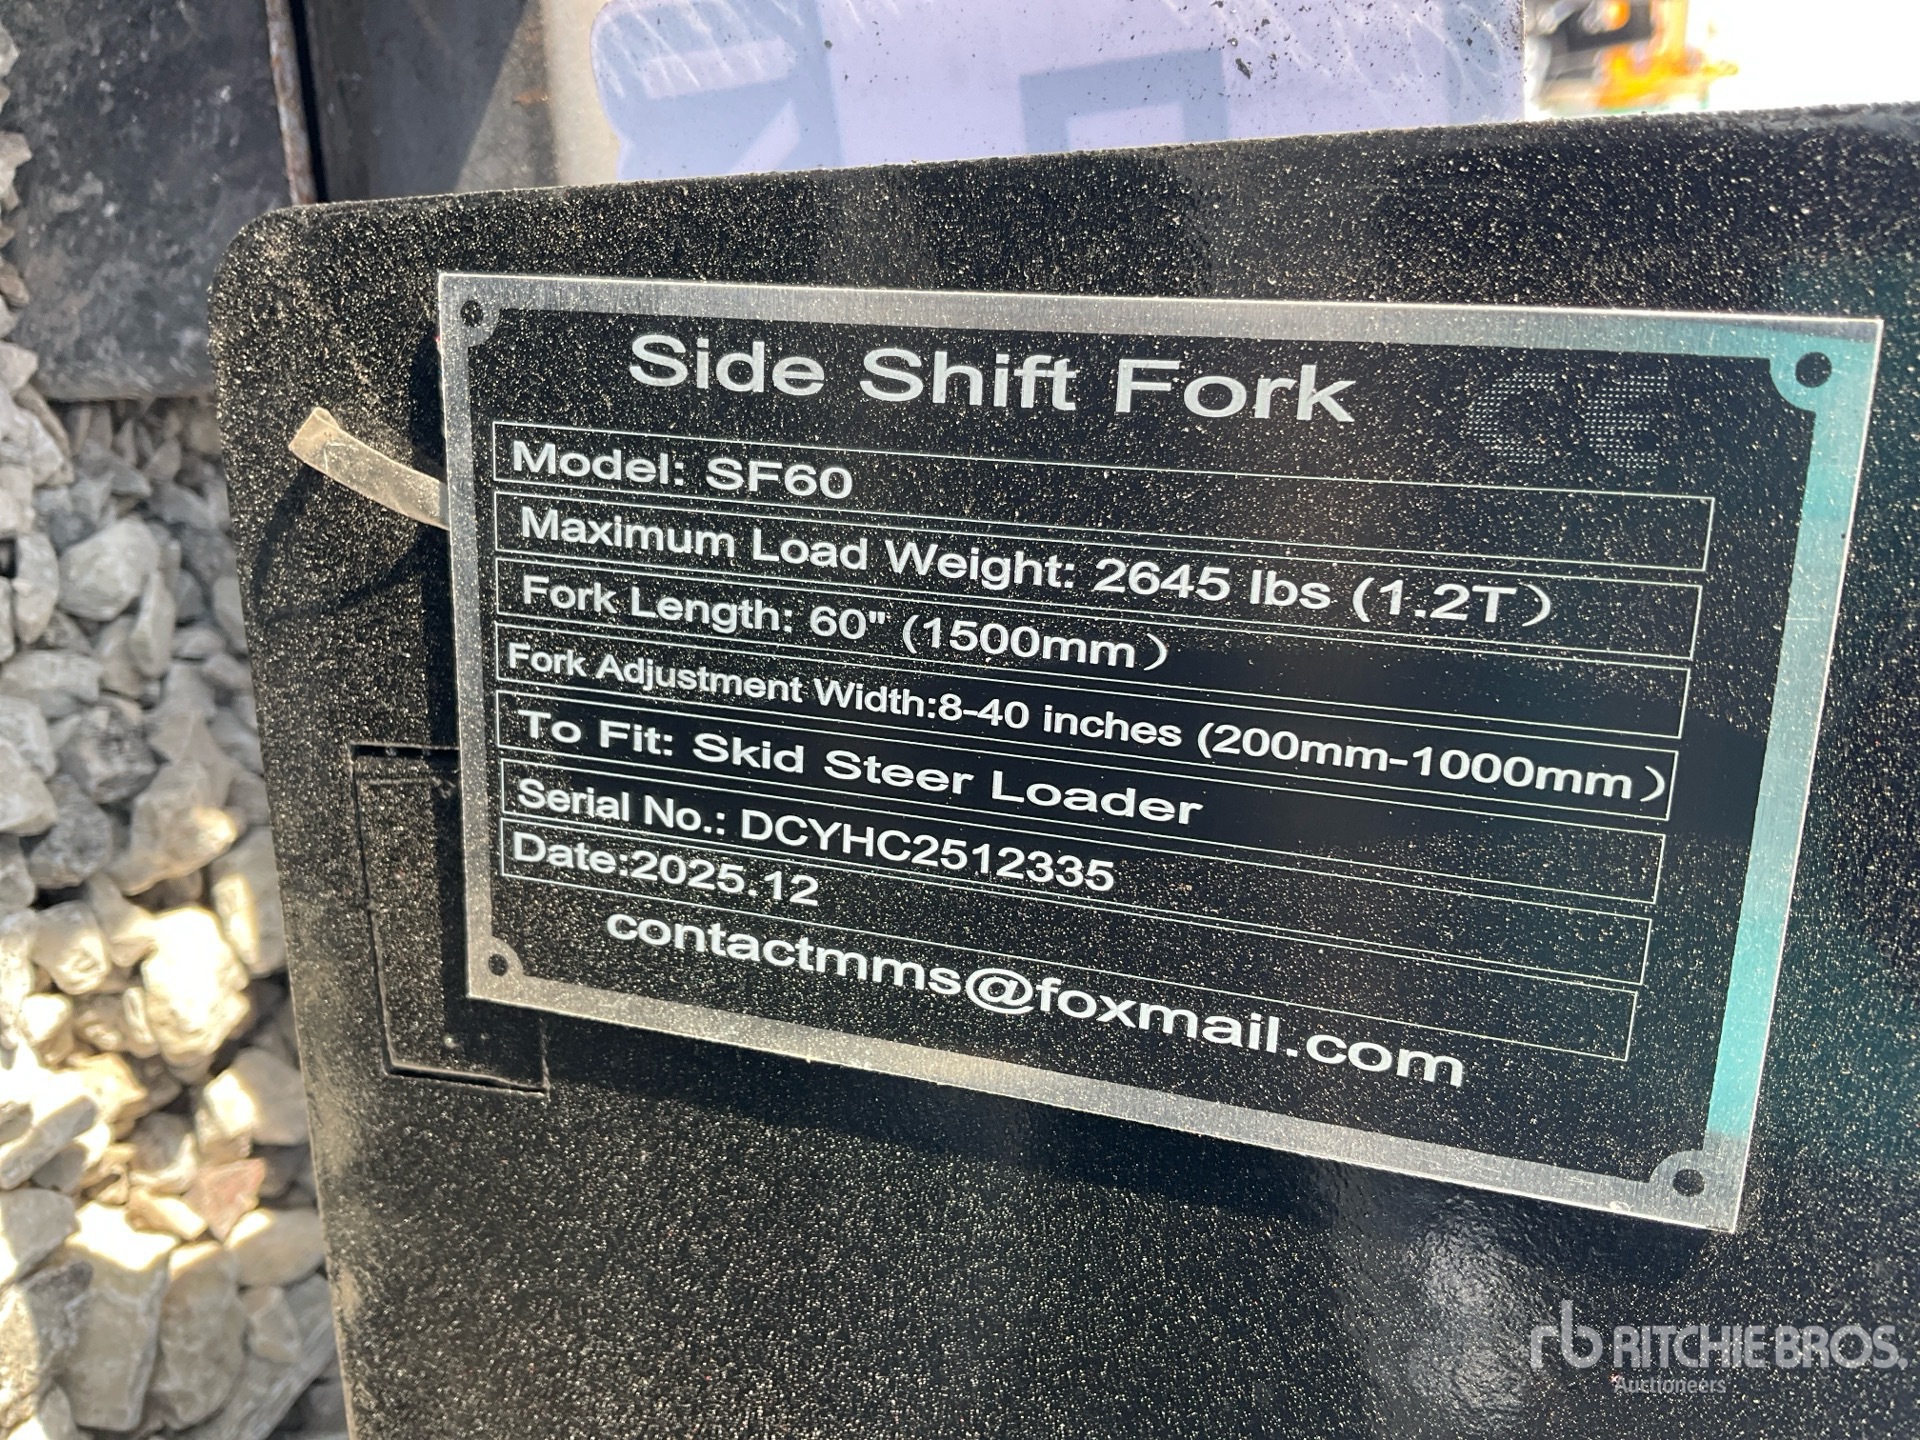 Side Shift Fork CE
Model: SF60
Maximum Load Weight: 2645 lbs (1.2T)
Fork Length: 60" (1500mm)
Fork Adjustment Width:8-40 inches (200mm-1000mm)
To Fit: Skid Steer Loader
Serial No.: DCYHC2512335
Date:2025.12
contactmms@foxmail.com
rb RITCHIE BROS.
Auctioneers